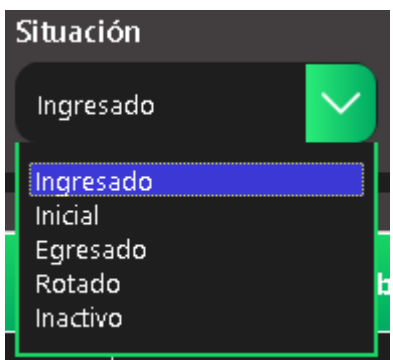 Situación
Ingresado
Ingresado
Inicial
Egresado
Rotado
Inactivo
b